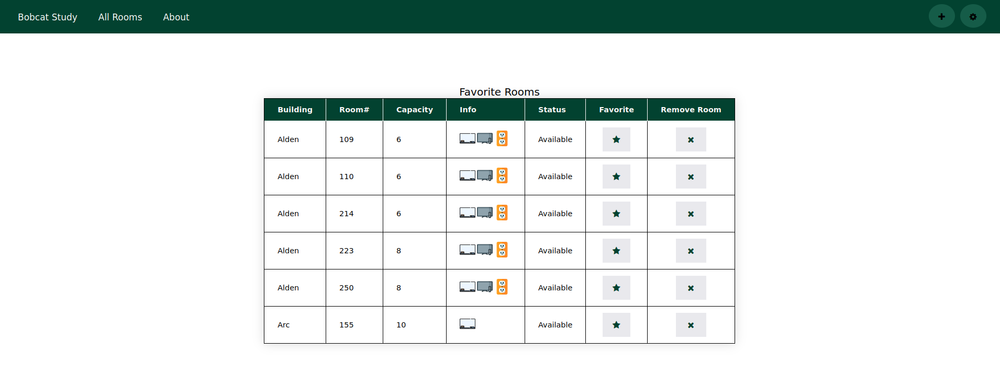 Bobcat Study All Rooms About
Favorite Rooms
Building Room# Capacity Info Status Favorite Remove Room
Alden 109 6 Available
Alden 110 6 Available
Alden 214 6 Available
Alden 223 8 Available
Alden 250 8 Available
Arc 155 10 Available